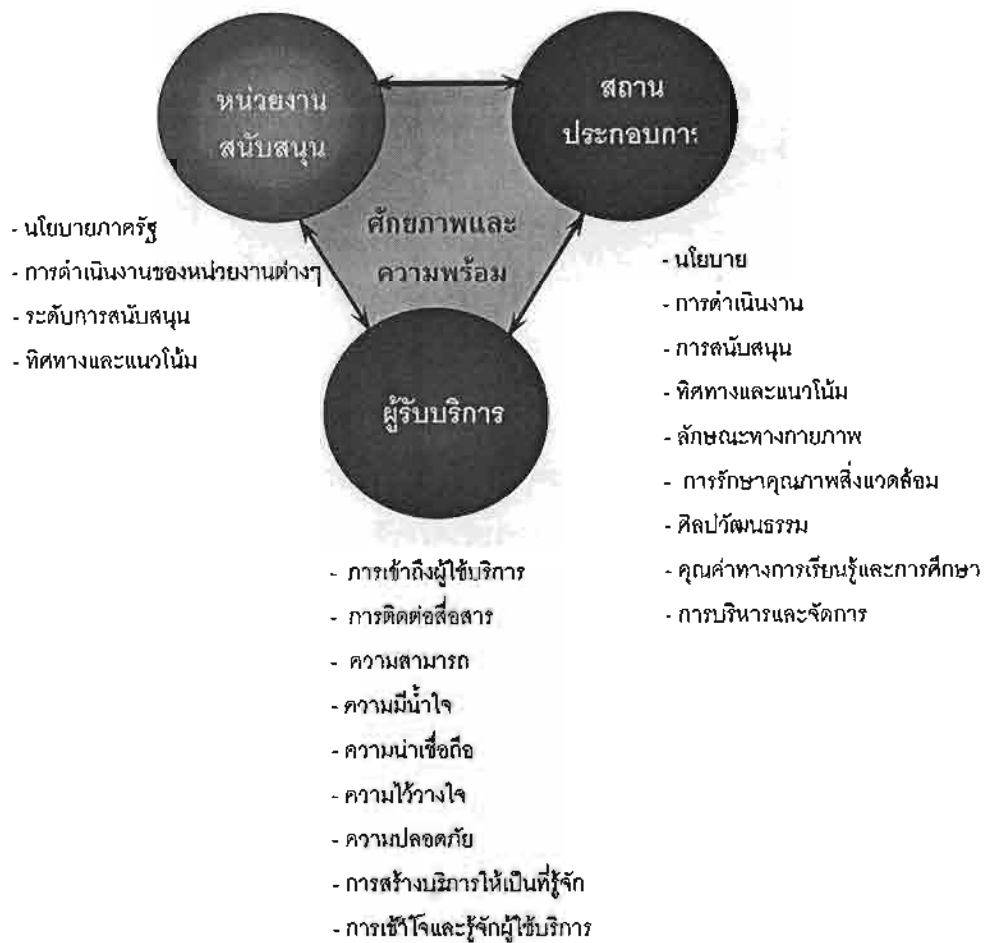 หน่วยงาน
สนับสนุน
สถาน
ประกอบการ
ศักยภาพและ
ความพร้อม
ผู้รับบริการ
- นโยบายภาครัฐ
- การดำเนินงานของหน่วยงานต่างๆ
- ระดับการสนับสนุน
- ทิศทางและแนวโน้ม
- นโยบาย
- การดำเนินงาน
- การสนับสนุน
- ทิศทางและแนวโน้ม
- ลักษณะทางกายภาพ
- การรักษาคุณภาพสิ่งแวดล้อม
- ศิลปวัฒนธรรม
- คุณค่าทางการเรียนรู้และการศึกษา
- การบริหารและจัดการ
- การเข้าถึงผู้ใช้บริการ
- การติดต่อสื่อสาร
- ความสามารถ
- ความมีน้ำใจ
- ความน่าเชื่อถือ
- ความไว้วางใจ
- ความปลอดภัย
- การสร้างบริการให้เป็นที่รู้จัก
- การเข้าใจและรู้จักผู้ใช้บริการ